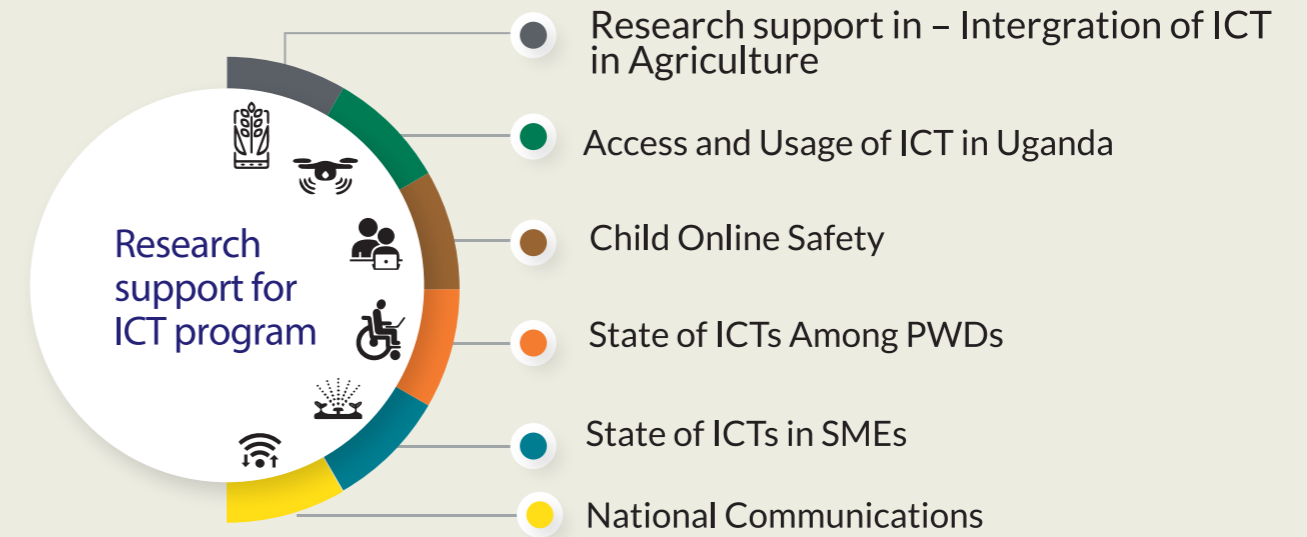 Research support in – Intergration of ICT
in Agriculture
Access and Usage of ICT in Uganda
Child Online Safety
Research
support for
ICT program
State of ICTs Among PWDs
State of ICTs in SMEs
National Communications